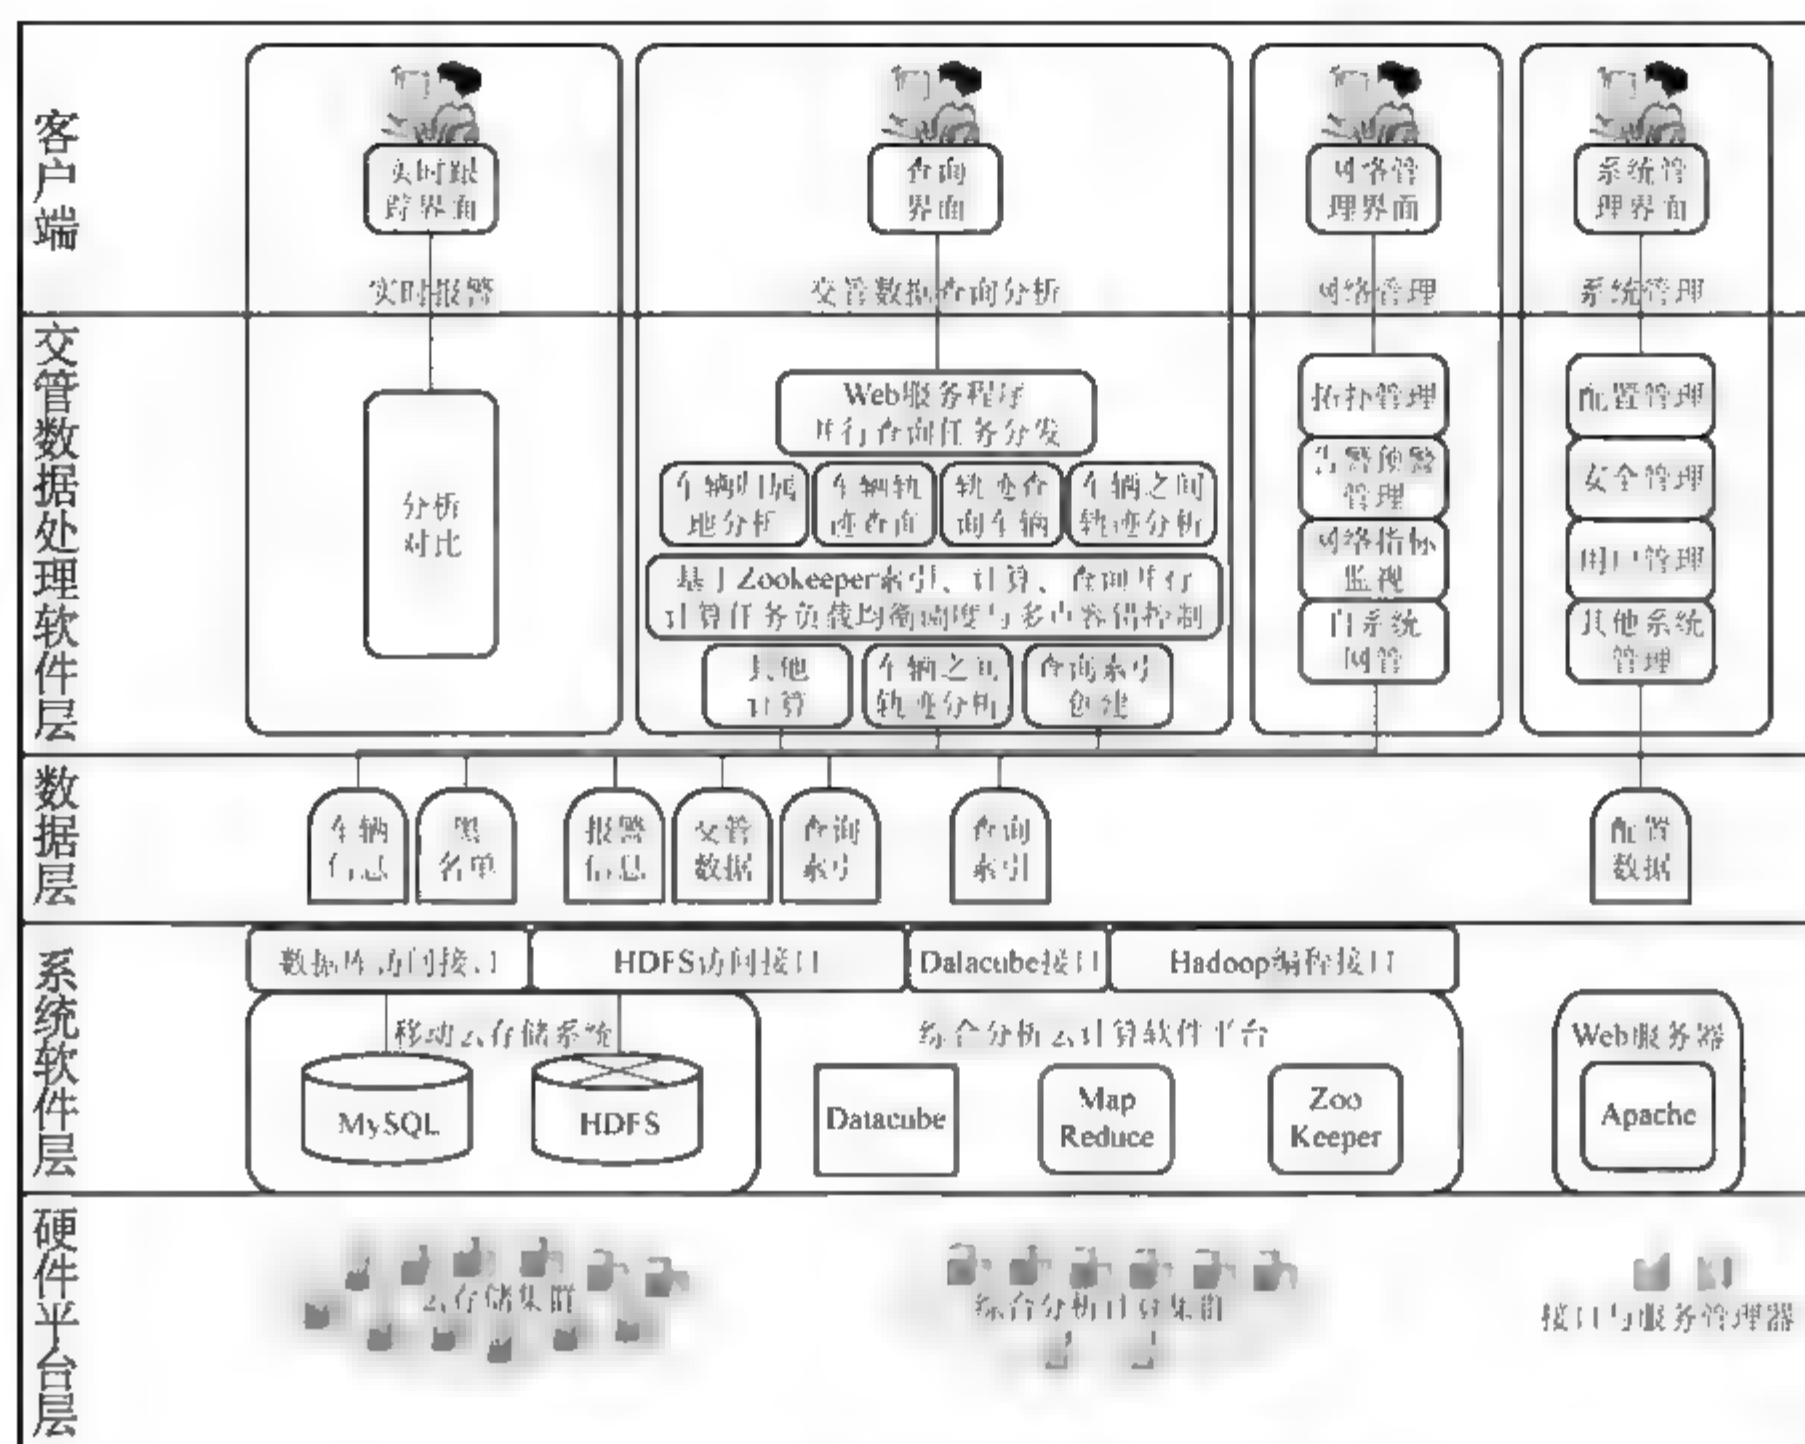 客户端
实时跟
踪界面
查询
界面
网络管
理界面
系统管
理界面
实时报警
交管数据查询分析
网络管理
系统管理
交管数据处理软件层
分析
对比
Web服务程序
并行查询任务分发
车辆归属
地分析
车辆轨
迹查面
轨迹查
询车辆
车辆之间
轨迹分析
基于Zookeeper索引、计算、查询并行
计算任务负载均衡调度与多点容错控制
其他
计算
车辆之间
轨迹分析
查询索引
创建
拓扑管理
告警预警
管理
网络指标
监视
自系统
网管
配置管理
安全管理
用户管理
其他系统
管理
数据层
车辆
信息
黑
名单
报警
信息
交管
数据
查询
索引
查询
索引
配置
数据
系统软件层
数据库访问接口
HDFS访问接口
Dalacube接口
Hadoop编程接口
移动云存储系统
MySQL
HDFS
综合分析云计算软件平台
Datacube
Map
Reduce
Zoo
Keeper
Web服务器
Apache
硬件平台层
云存储集群
综合分析计算集群
接口与服务管理器